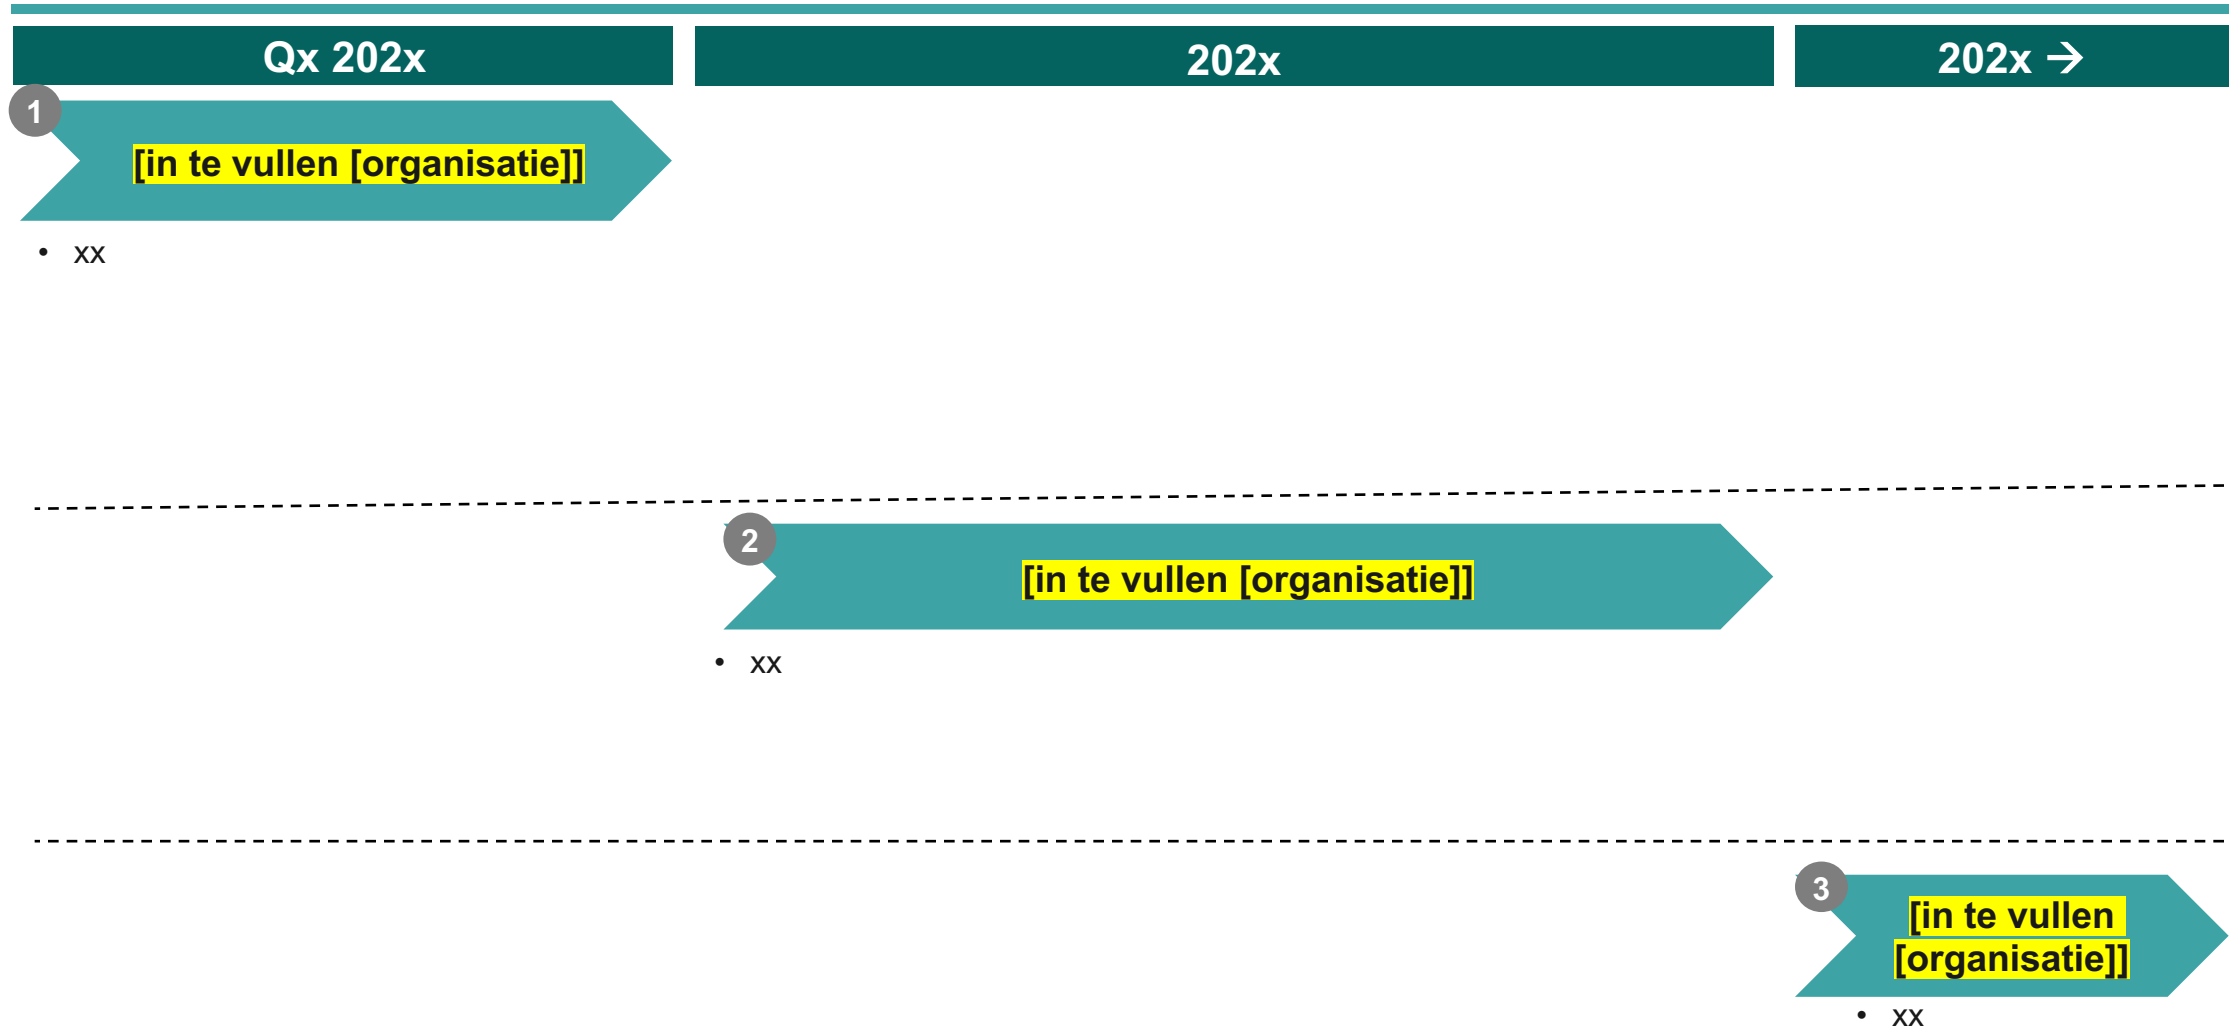 Qx 202x
202x
202x →
1
[in te vullen [organisatie]]
• xx
2
[in te vullen [organisatie]]
• xx
3
[in te vullen
[organisatie]]
• xx